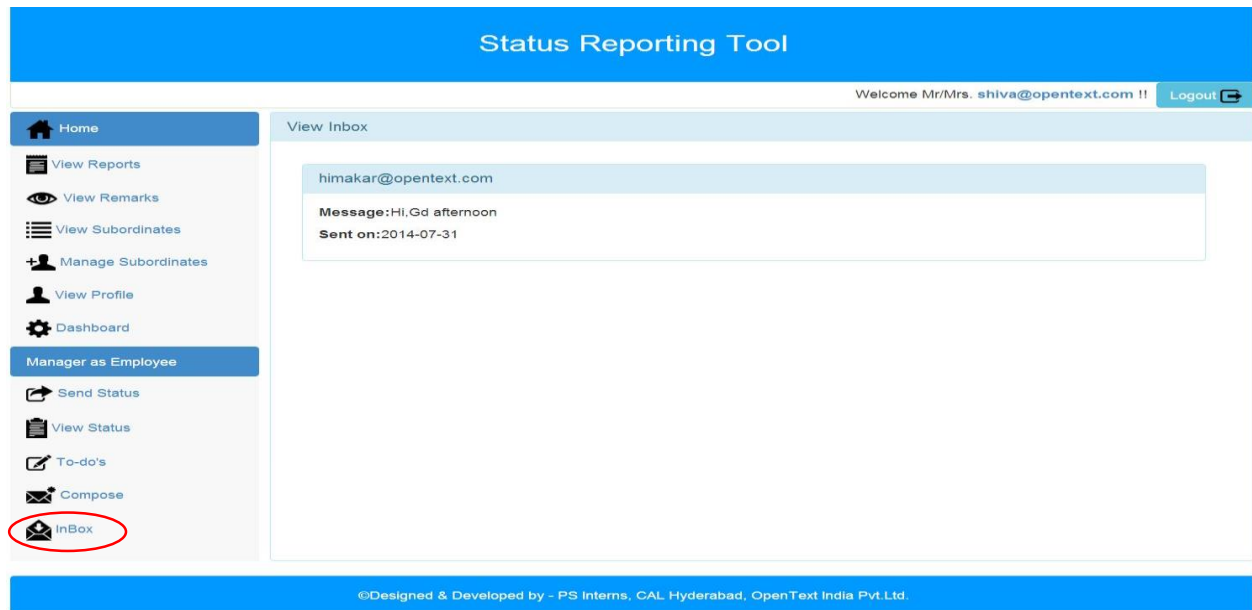 Status Reporting Tool
Welcome Mr/Mrs. shiva@opentext.com !! Logout
Home
View Reports
View Remarks
View Subordinates
Manage Subordinates
View Profile
Dashboard
Manager as Employee
Send Status
View Status
To-do's
Compose
InBox
View Inbox
himakar@opentext.com
Message:Hi,Gd afternoon
Sent on:2014-07-31
©Designed & Developed by - PS Interns, CAL Hyderabad, OpenText India Pvt.Ltd.